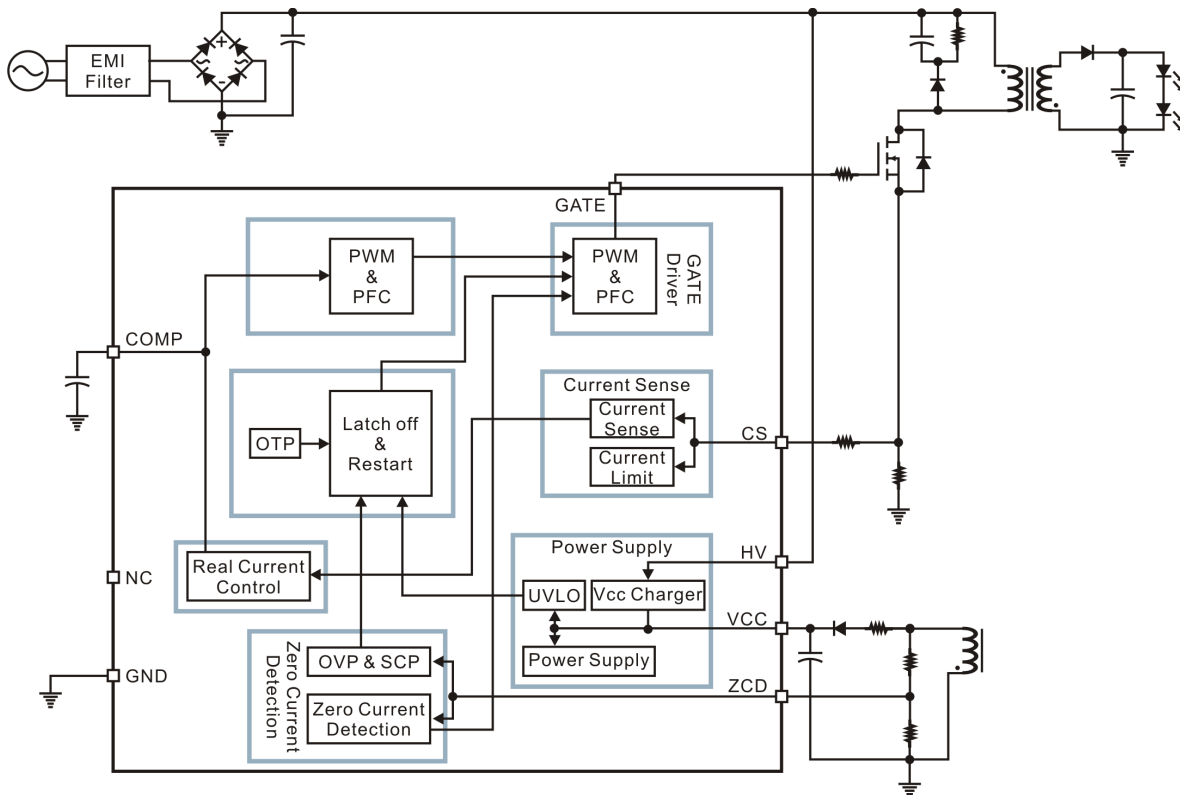 EMI
Filter
+
-
GATE
PWM
&
PFC
PWM
&
PFC
GATE
Driver
COMP
Latch off
&
Restart
OTP
Current Sense
Current
Sense
Current
Limit
CS
Real Current
Control
NC
Power Supply
HV
UVLO
Vcc Charger
VCC
Power Supply
Zero Current
Detection
OVP & SCP
Zero Current
Detection
GND
ZCD